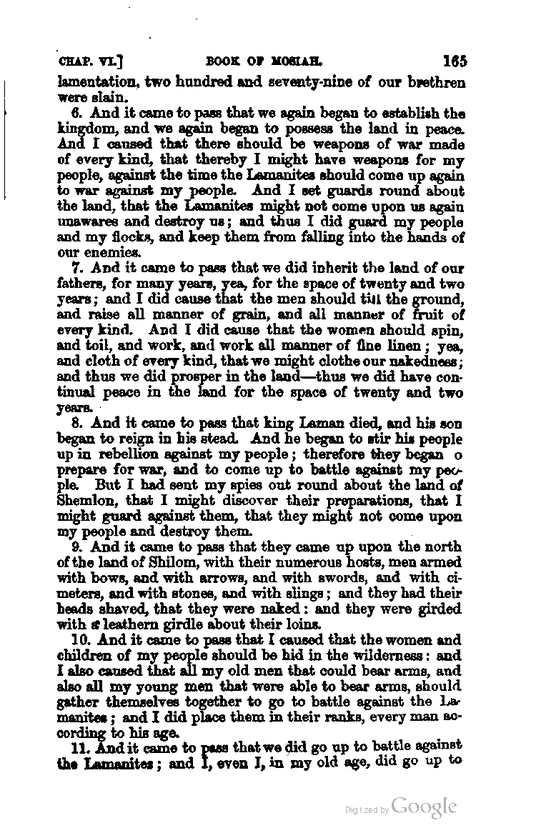 CHAP. VI.] BOOK OF MOSIAH. 165
lamentation, two hundred and seventy-nine of our brethren
were slain.
6. And it came to pass that we again began to establish the
kingdom, and we again began to possess the land in peace.
And I caused that there should be weapons of war made
of every kind, that thereby I might have weapons for my
people, against the time the Lamanites should come up again
to war against my people. And I set guards round about
the land, that the Lamanites might not come upon us again
unawares and destroy us; and thus I did guard my people
and my flocks, and keep them from falling into the hands of
our enemies.
7. And it came to pass that we did inherit the land of our
fathers, for many years, yea, for the space of twenty and two
years; and I did cause that the men should till the ground,
and raise all manner of grain, and all manner of fruit of
every kind. And I did cause that the women should spin,
and toil, and work, and work all manner of fine linen; yea,
and cloth of every kind, that we might clothe our nakedness;
and thus we did prosper in the land—thus we did have con-
tinual peace in the land for the space of twenty and two
years.
8. And it came to pass that king Laman died, and his son
began to reign in his stead. And he began to stir his people
up in rebellion against my people; therefore they began o
prepare for war, and to come up to battle against my peo-
ple. But I had sent my spies out round about the land of
Shemlon, that I might discover their preparations, that I
might guard against them, that they might not come upon
my people and destroy them.
9. And it came to pass that they came up upon the north
of the land of Shilom, with their numerous hosts, men armed
with bows, and with arrows, and with swords, and with ci-
meters, and with stones, and with slings; and they had their
heads shaved, that they were naked: and they were girded
with a leathern girdle about their loins.
10. And it came to pass that I caused that the women and
children of my people should be hid in the wilderness: and
I also caused that all my old men that could bear arms, and
also all my young men that were able to bear arms, should
gather themselves together to go to battle against the La-
manites; and I did place them in their ranks, every man ac-
cording to his age.
11. And it came to pass that we did go up to battle against
the Lamanites; and I, even I, in my old age, did go up to
Digitized by Google